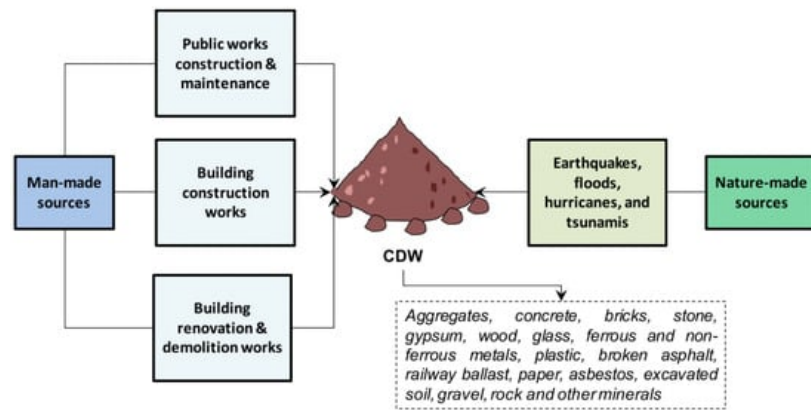 Public works
construction &
maintenance
Man-made
sources
Building
construction
works
Building
renovation &
demolition works
CDW
Earthquakes,
floods,
hurricanes, and
tsunamis
Nature-made
sources
Aggregates, concrete, bricks, stone,
gypsum, wood, glass, ferrous and non-
ferrous metals, plastic, broken asphalt,
railway ballast, paper, asbestos, excavated
soil, gravel, rock and other minerals